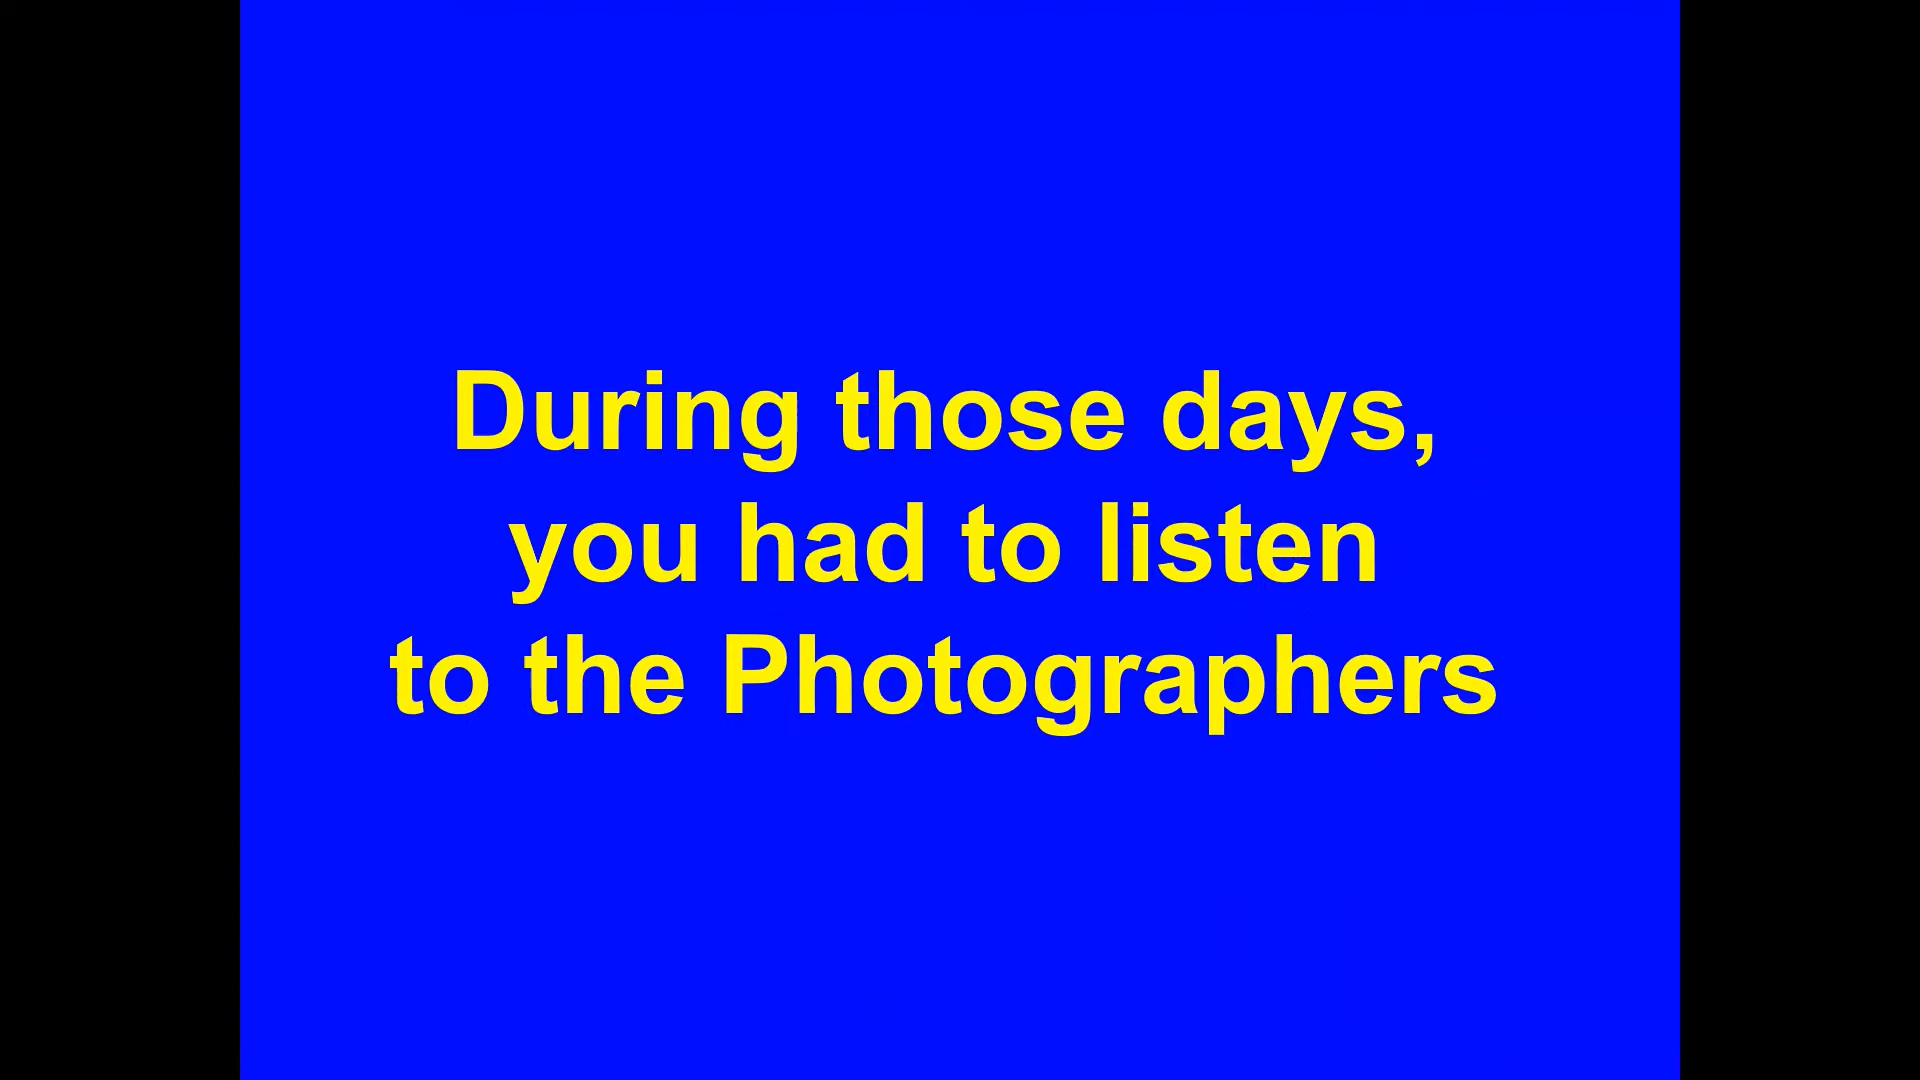 During those days,
you had to listen
to the Photographers